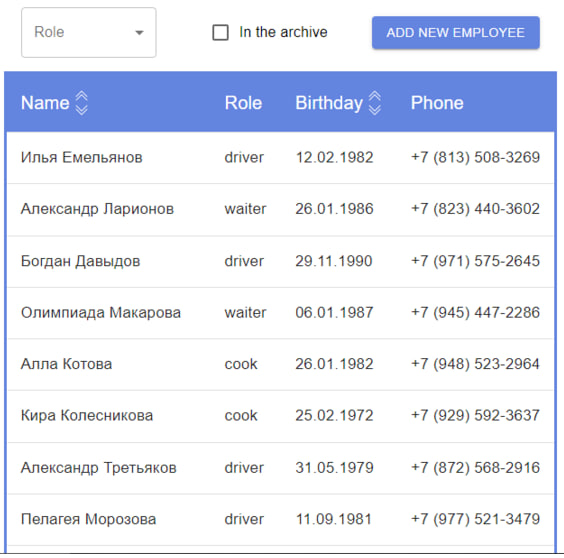 Role In the archive ADD NEW EMPLOYEE
Name Role Birthday Phone
Илья Емельянов driver 12.02.1982 +7 (813) 508-3269
Александр Ларионов waiter 26.01.1986 +7 (823) 440-3602
Богдан Давыдов driver 29.11.1990 +7 (971) 575-2645
Олимпиада Макарова waiter 06.01.1987 +7 (945) 447-2286
Алла Котова cook 26.01.1982 +7 (948) 523-2964
Кира Колесникова cook 25.02.1972 +7 (929) 592-3637
Александр Третьяков driver 31.05.1979 +7 (872) 568-2916
Пелагея Морозова driver 11.09.1981 +7 (977) 521-3479